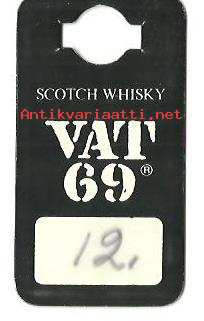 SCOTCH WHISKY
Antikvariaatti.net
VAT
69®
12.